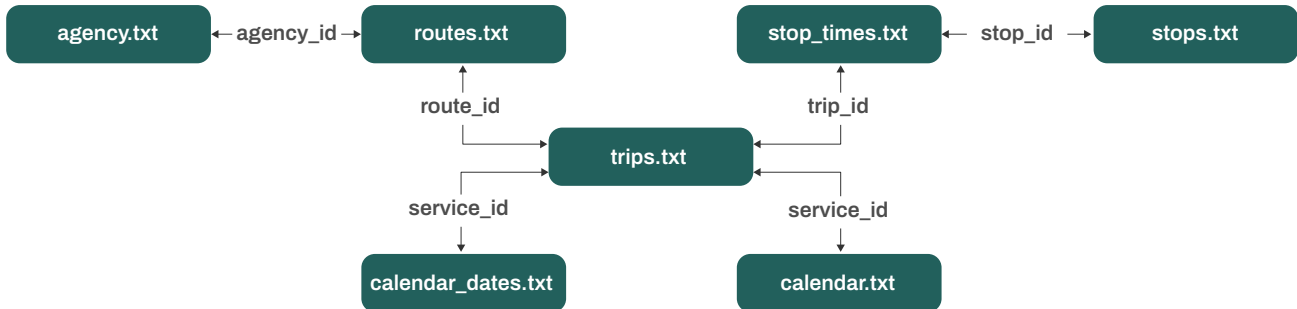 agency.txt
agency_id
routes.txt
stop_times.txt
stop_id
stops.txt
route_id
trip_id
trips.txt
service_id
service_id
calendar_dates.txt
calendar.txt